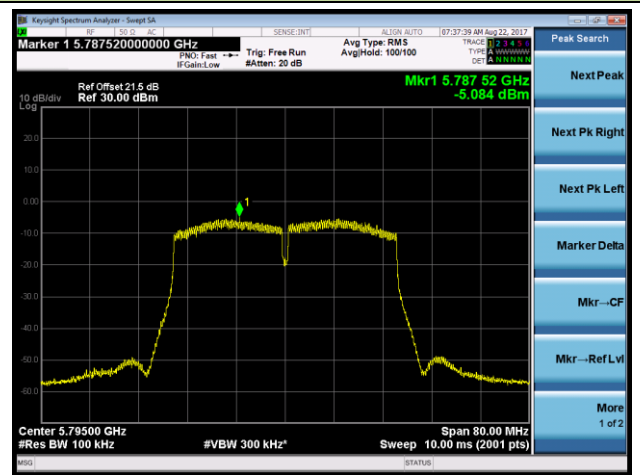 Keysight Spectrum Analyzer - Swept SA
RF 50 Ω AC SENSE:INT ALIGN AUTO 07:37:39 AM Aug 22, 2017
Marker 1 5.787520000000 GHz
PNO: Fast
IFGain:Low
Trig: Free Run
#Atten: 20 dB
Avg Type: RMS
Avg|Hold: 100/100
TRACE 1 2 3 4 5 6
TYPE A WWWWW
DET A N N N N N
Peak Search
Ref Offset 21.5 dB
10 dB/div Ref 30.00 dBm
Log
Mkr1 5.787 52 GHz
-5.084 dBm
20.0
10.0
0.00
-10.0
-20.0
-30.0
-40.0
-50.0
-60.0
1
Next Peak
Next Pk Right
Next Pk Left
Marker Delta
Mkr→CF
Mkr→Ref Lvl
More
1 of 2
Center 5.79500 GHz Span 80.00 MHz
#Res BW 100 kHz #VBW 300 kHz* Sweep 10.00 ms (2001 pts)
MSG STATUS